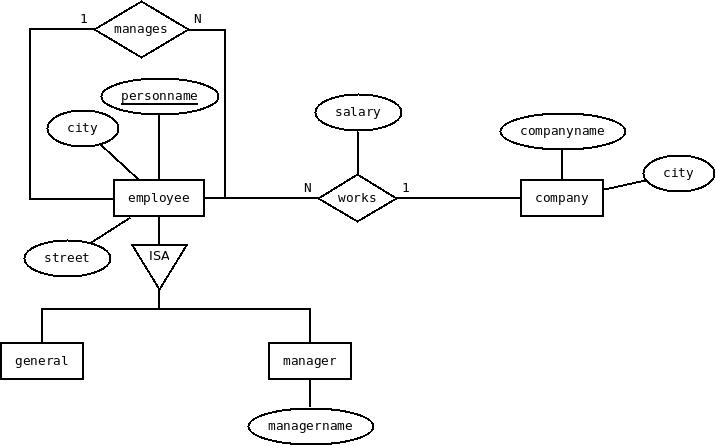 1
manages
N
personname
city
salary
companyname
city
employee
N
works
1
company
street
ISA
general
manager
managername